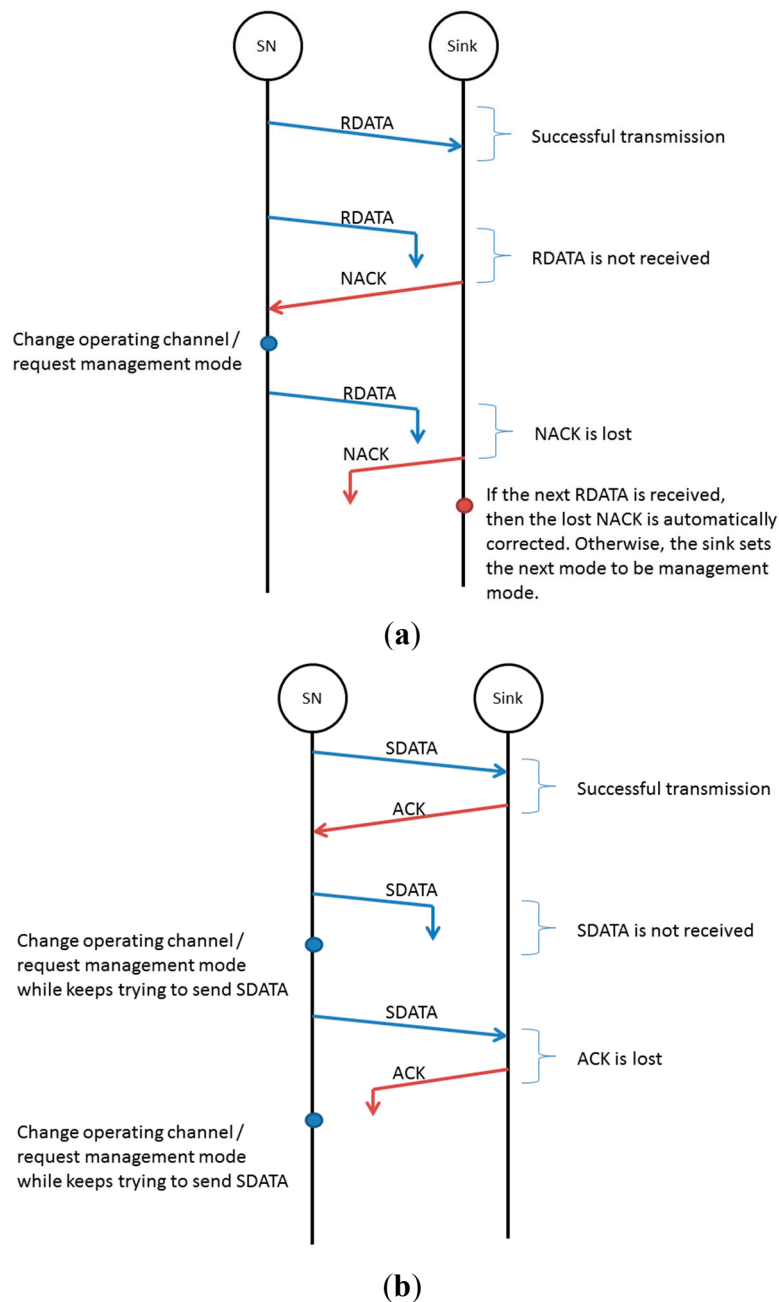 SN
Sink
RDATA
Successful transmission
RDATA
RDATA is not received
NACK
Change operating channel /
request management mode
RDATA
NACK is lost
NACK
If the next RDATA is received,
then the lost NACK is automatically
corrected. Otherwise, the sink sets
the next mode to be management
mode.
(a)
SN
Sink
SDATA
Successful transmission
ACK
SDATA
SDATA is not received
Change operating channel /
request management mode
while keeps trying to send SDATA
SDATA
ACK is lost
ACK
Change operating channel /
request management mode
while keeps trying to send SDATA
(b)